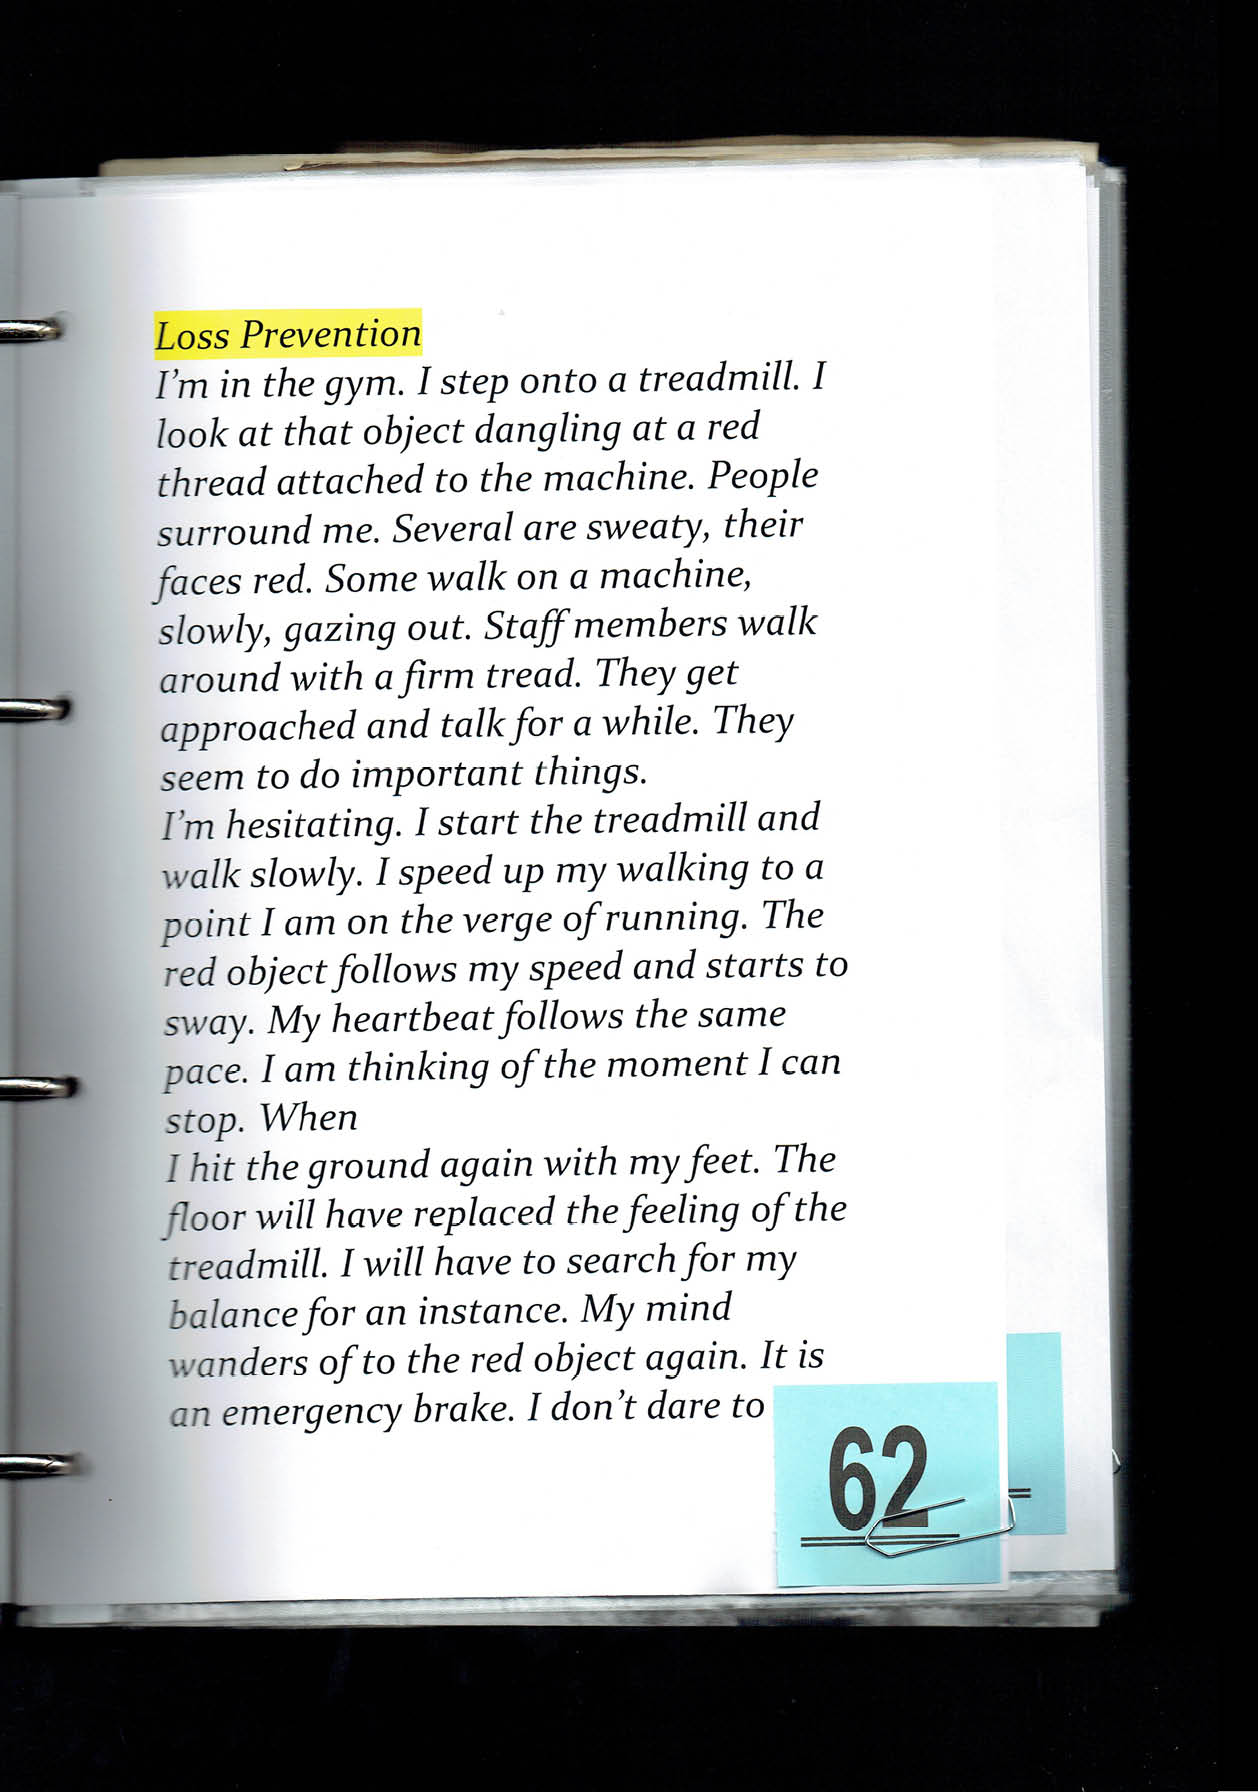 Loss Prevention
I’m in the gym. I step onto a treadmill. I
look at that object dangling at a red
thread attached to the machine. People
surround me. Several are sweaty, their
faces red. Some walk on a machine,
slowly, gazing out. Staff members walk
around with a firm tread. They get
approached and talk for a while. They
seem to do important things.
I’m hesitating. I start the treadmill and
walk slowly. I speed up my walking to a
point I am on the verge of running. The
red object follows my speed and starts to
sway. My heartbeat follows the same
pace. I am thinking of the moment I can
stop. When
I hit the ground again with my feet. The
floor will have replaced the feeling of the
treadmill. I will have to search for my
balance for an instance. My mind
wanders of to the red object again. It is
an emergency brake. I don’t dare to
62